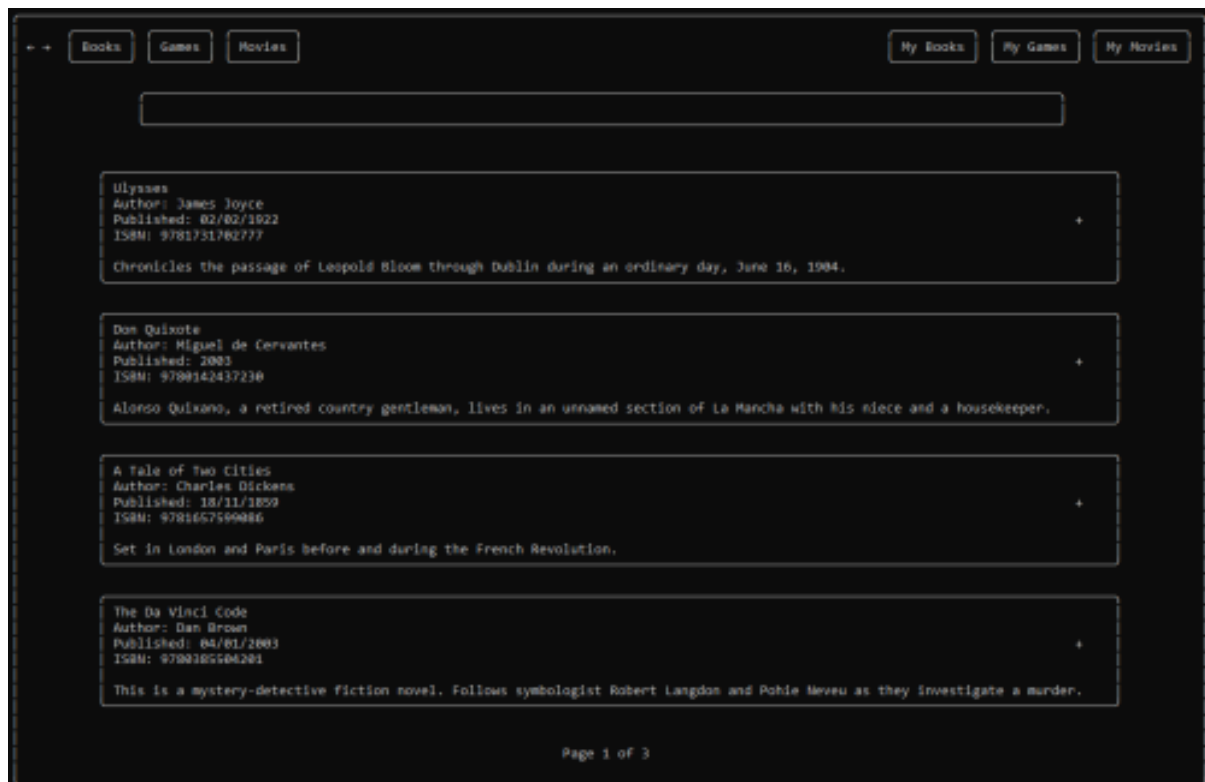 ← → Books Games Movies My Books My Games My Movies
Ulysses
Author: James Joyce
Published: 02/02/1922
+
ISBN: 9781731702777
Chronicles the passage of Leopold Bloom through Dublin during an ordinary day, June 16, 1904.
Don Quixote
Author: Miguel de Cervantes
Published: 2003
+
ISBN: 9780142437230
Alonso Quixano, a retired country gentleman, lives in an unnamed section of La Mancha with his niece and a housekeeper.
A Tale of Two Cities
Author: Charles Dickens
Published: 18/11/1859
+
ISBN: 9781657599086
Set in London and Paris before and during the French Revolution.
The Da Vinci Code
Author: Dan Brown
Published: 04/01/2003
+
ISBN: 9780385504201
This is a mystery-detective fiction novel. Follows symbologist Robert Langdon and Pohie Neveu as they investigate a murder.
Page 1 of 3